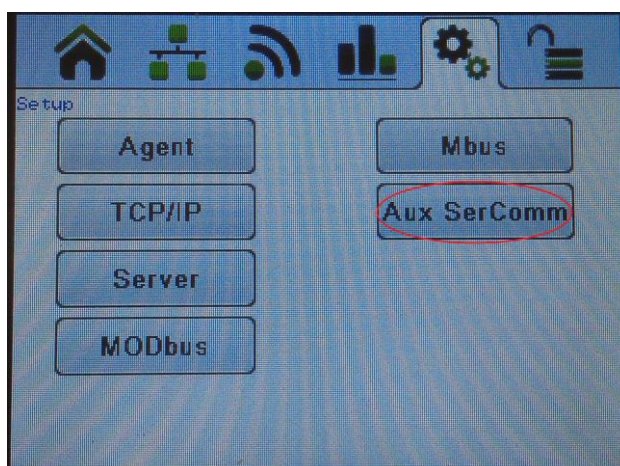 Setup
Agent
Mbus
TCP/IP
Aux SerComm
Server
MODbus